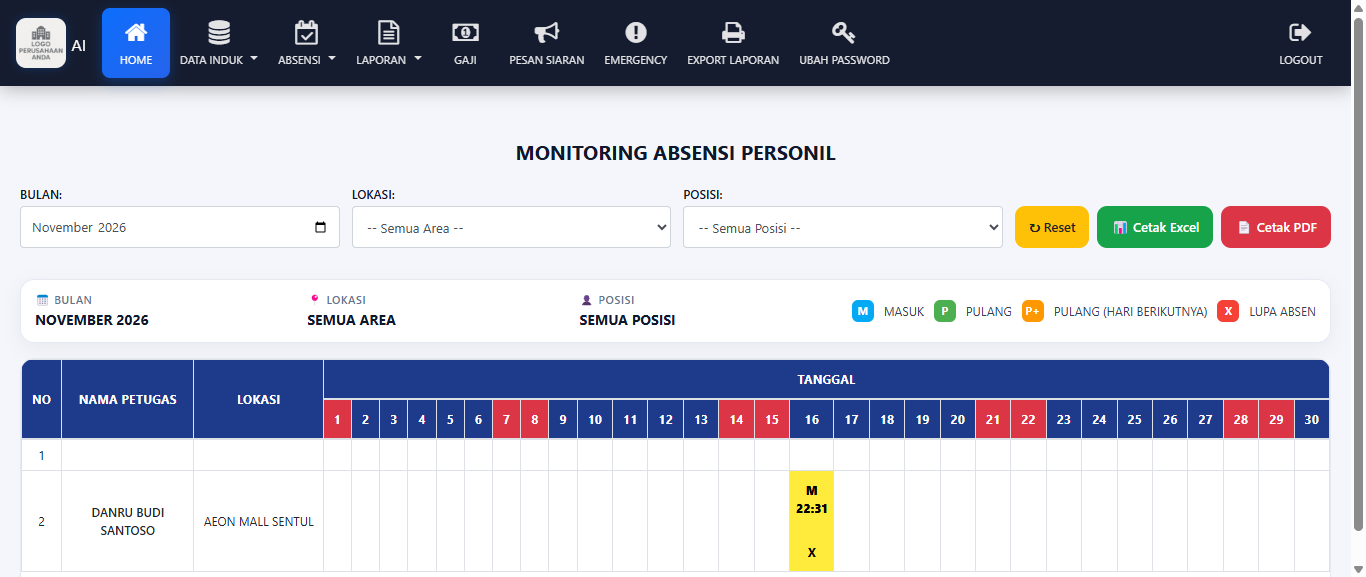 LOGO
PERUSAHAAN
ANDA
AI
HOME
DATA INDUK
ABSENSI
LAPORAN
GAJI
PESAN SIARAN
EMERGENCY
EXPORT LAPORAN
UBAH PASSWORD
LOGOUT
MONITORING ABSENSI PERSONIL
BULAN:
LOKASI:
POSISI:
November 2026
-- Semua Area --
-- Semua Posisi --
↻ Reset
Cetak Excel
Cetak PDF
BULAN
NOVEMBER 2026
LOKASI
SEMUA AREA
POSISI
SEMUA POSISI
M MASUK
P PULANG
P+ PULANG (HARI BERIKUTNYA)
X LUPA ABSEN
NO NAMA PETUGAS LOKASI TANGGAL
1 2 3 4 5 6 7 8 9 10 11 12 13 14 15 16 17 18 19 20 21 22 23 24 25 26 27 28 29 30
1
2
DANRU BUDI
SANTOSO
AEON MALL SENTUL
M
22:31
X